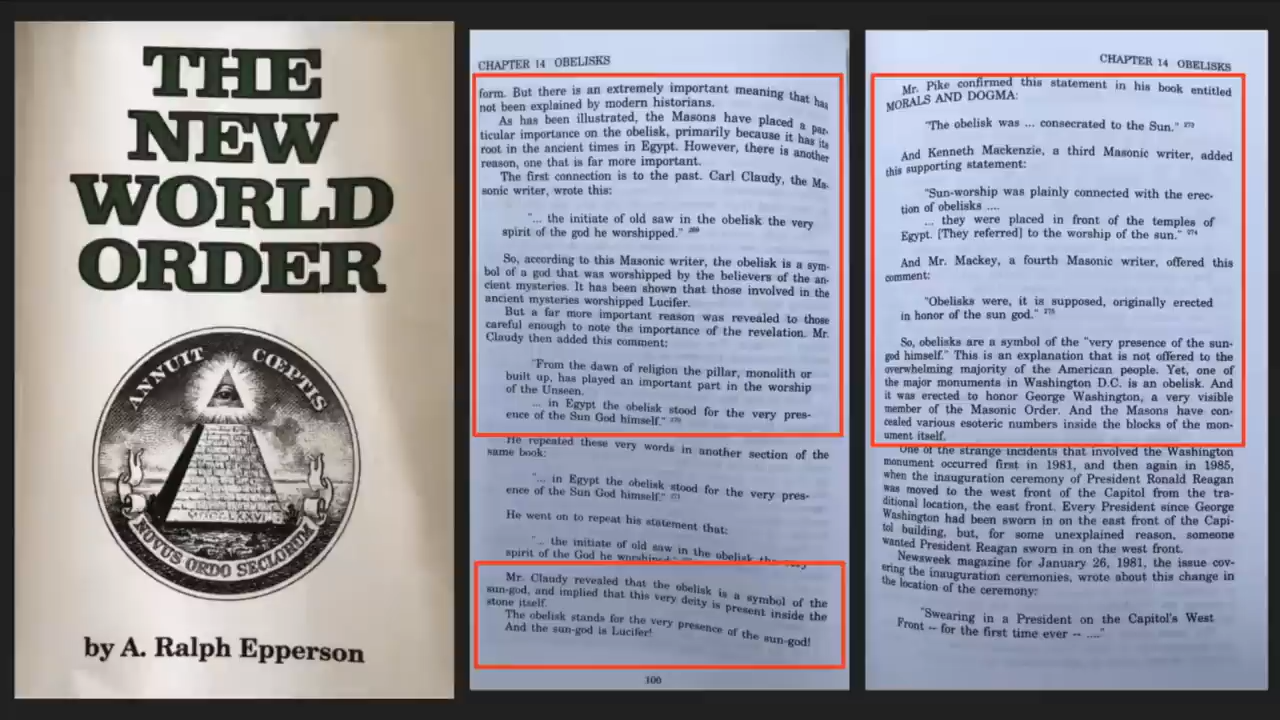 THE
NEW
WORLD
ORDER
ANNUIT CŒPTIS
MDCCLXXVI
NOVUS ORDO SECLORUM
by A. Ralph Epperson
CHAPTER 14 OBELISKS
form. But there is an extremely important meaning that has
not been explained by modern historians.
As has been illustrated, the Masons have placed a par-
ticular importance on the obelisk, primarily because it has its
root in the ancient times in Egypt. However, there is another
reason, one that is far more important.
The first connection is to the past. Carl Claudy, the Ma-
sonic writer, wrote this:
"... the initiate of old saw in the obelisk the very
spirit of the god he worshipped." 269
So, according to this Masonic writer, the obelisk is a sym-
bol of a god that was worshipped by the believers of the an-
cient mysteries. It has been shown that those involved in the
ancient mysteries worshipped Lucifer.
But a far more important reason was revealed to those
careful enough to note the importance of the revelation. Mr.
Claudy then added this comment:
"From the dawn of religion the pillar, monolith or
built up, has played an important part in the worship
of the Unseen.
... in Egypt the obelisk stood for the very pres-
ence of the Sun God himself." 270
He repeated these very words in another section of the
same book:
"... in Egypt the obelisk stood for the very pres-
ence of the Sun God himself." 271
He went on to repeat his statement that:
"... the initiate of old saw in the obelisk the very
spirit of the God he worshipped."
Mr. Claudy revealed that the obelisk is a symbol of the
sun-god, and implied that this very deity is present inside the
stone itself.
The obelisk stands for the very presence of the sun-god!
And the sun-god is Lucifer!
100
CHAPTER 14 OBELISKS
Mr. Pike confirmed this statement in his book entitled
MORALS AND DOGMA:
"The obelisk was ... consecrated to the Sun." 273
And Kenneth Mackenzie, a third Masonic writer, added
this supporting statement:
"Sun-worship was plainly connected with the erec-
tion of obelisks ....
... they were placed in front of the temples of
Egypt. [They referred] to the worship of the sun." 274
And Mr. Mackey, a fourth Masonic writer, offered this
comment:
"Obelisks were, it is supposed, originally erected
in honor of the sun god." 275
So, obelisks are a symbol of the "very presence of the sun-
god himself." This is an explanation that is not offered to the
overwhelming majority of the American people. Yet, one of
the major monuments in Washington D.C. is an obelisk. And
it was erected to honor George Washington, a very visible
member of the Masonic Order. And the Masons have con-
cealed various esoteric numbers inside the blocks of the mon-
ument itself.
One of the strange incidents that involved the Washington
monument occurred first in 1981, and then again in 1985,
when the inauguration ceremony of President Ronald Reagan
was moved to the west front of the Capitol from the tra-
ditional location, the east front. Every President since George
Washington had been sworn in on the east front of the Capi-
tol building, but, for some unexplained reason, someone
wanted President Reagan sworn in on the west front.
Newsweek magazine for January 26, 1981, the issue cov-
ering the inauguration ceremonies, wrote about this change in
the location of the ceremony:
"Swearing in a President on the Capitol's West
Front -- for the first time ever -- ...."